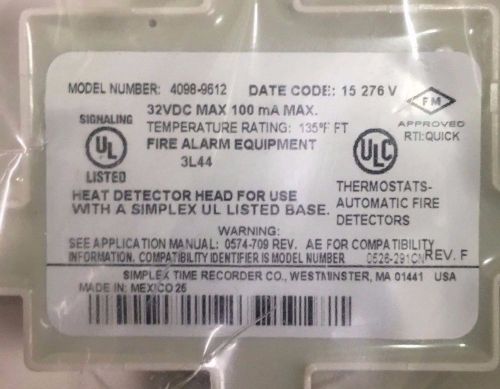 MODEL NUMBER: 4098-9612 DATE CODE: 15 276 V
32VDC MAX 100 mA MAX.
SIGNALING
UL
LISTED
TEMPERATURE RATING: 135°F FT
FIRE ALARM EQUIPMENT
3L44
FM
APPROVED
RTI:QUICK
ULC
HEAT DETECTOR HEAD FOR USE
WITH A SIMPLEX UL LISTED BASE.
THERMOSTATS-
AUTOMATIC FIRE
DETECTORS
WARNING:
SEE APPLICATION MANUAL: 0574-709 REV. AE FOR COMPATIBILITY
INFORMATION. COMPATIBILITY IDENTIFIER IS MODEL NUMBER 0526-291CN REV. F
SIMPLEX TIME RECORDER CO., WESTMINSTER, MA 01441 USA
MADE IN: MEXICO 25